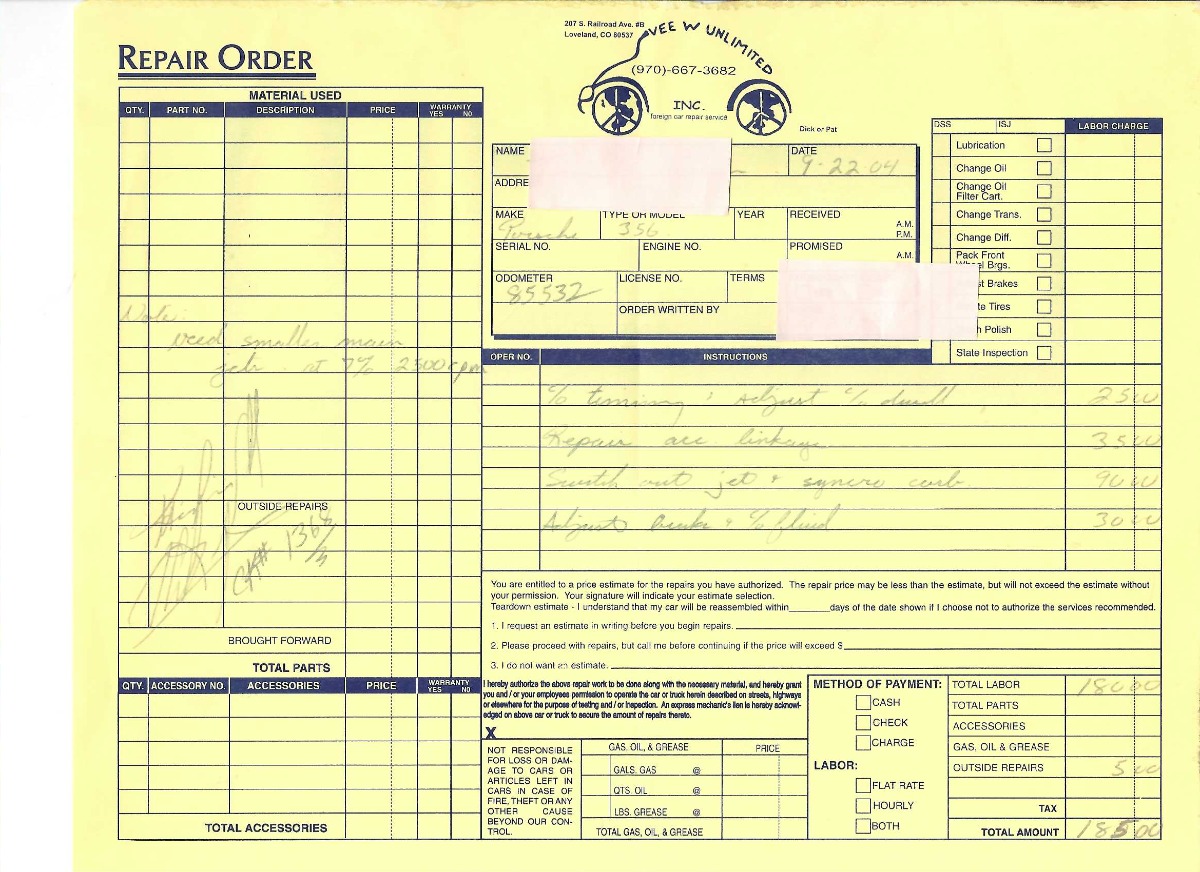 207 S. Railroad Ave. #B
Loveland, CO 80537
VEE W UNLIMITED
(970)-667-3682
INC.
foreign car repair service
Dick or Pat
REPAIR ORDER
MATERIAL USED
QTY. PART NO. DESCRIPTION PRICE WARRANTY YES NO
NAME DATE 9-22 04
ADDRE
MAKE Porsche TYPE OR MODEL 356 YEAR RECEIVED A.M. P.M.
SERIAL NO. ENGINE NO. PROMISED A.M.
ODOMETER 85532 LICENSE NO. TERMS
ORDER WRITTEN BY
DSS ISJ LABOR CHARGE
Lubrication
Change Oil
Change Oil Filter Cart.
Change Trans.
Change Diff.
Pack Front
Brgs.
Brakes
Tires
Polish
State Inspection
Note:
need smaller main
jets at 7% 2500 rpm
OUTSIDE REPAIRS
CK# 1368
BROUGHT FORWARD
TOTAL PARTS
OPER NO. INSTRUCTIONS
% timing & Adjust % dwell 25 00
Repair acc linkage 35 00
Switch out jet & syncro carb. 90 00
Adjust brake & % fluid 30 00
You are entitled to a price estimate for the repairs you have authorized. The repair price may be less than the estimate, but will not exceed the estimate without
your permission. Your signature will indicate your estimate selection.
Teardown estimate - I understand that my car will be reassembled within ________ days of the date shown if I choose not to authorize the services recommended.
1. I request an estimate in writing before you begin repairs.
2. Please proceed with repairs, but call me before continuing if the price will exceed $
3. I do not want an estimate.
QTY. ACCESSORY NO. ACCESSORIES PRICE WARRANTY YES NO
TOTAL ACCESSORIES
I hereby authorize the above repair work to be done along with the necessary material, and hereby grant
you and / or your employees permission to operate the car or truck herein described on streets, highways
or elsewhere for the purpose of testing and / or inspection. An express mechanic's lien is hereby acknowl-
edged on above car or truck to secure the amount of repairs thereto.
X
NOT RESPONSIBLE
FOR LOSS OR DAM-
AGE TO CARS OR
ARTICLES LEFT IN
CARS IN CASE OF
FIRE, THEFT OR ANY
OTHER CAUSE
BEYOND OUR CON-
TROL.
GAS, OIL, & GREASE PRICE
GALS. GAS @
QTS. OIL @
LBS. GREASE @
TOTAL GAS, OIL, & GREASE
METHOD OF PAYMENT:
CASH
CHECK
CHARGE
LABOR:
FLAT RATE
HOURLY
BOTH
TOTAL LABOR 180 00
TOTAL PARTS
ACCESSORIES
GAS, OIL & GREASE
OUTSIDE REPAIRS 5 00
TAX
TOTAL AMOUNT 185 00